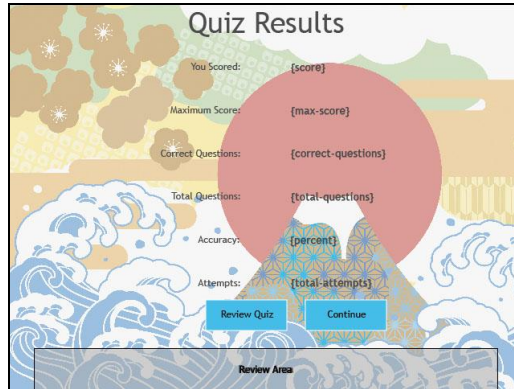 Quiz Results
You Scored: {score}
Maximum Score: {max-score}
Correct Questions: {correct-questions}
Total Questions: {total-questions}
Accuracy: {percent}
Attempts: {total-attempts}
Review Quiz Continue
Review Area